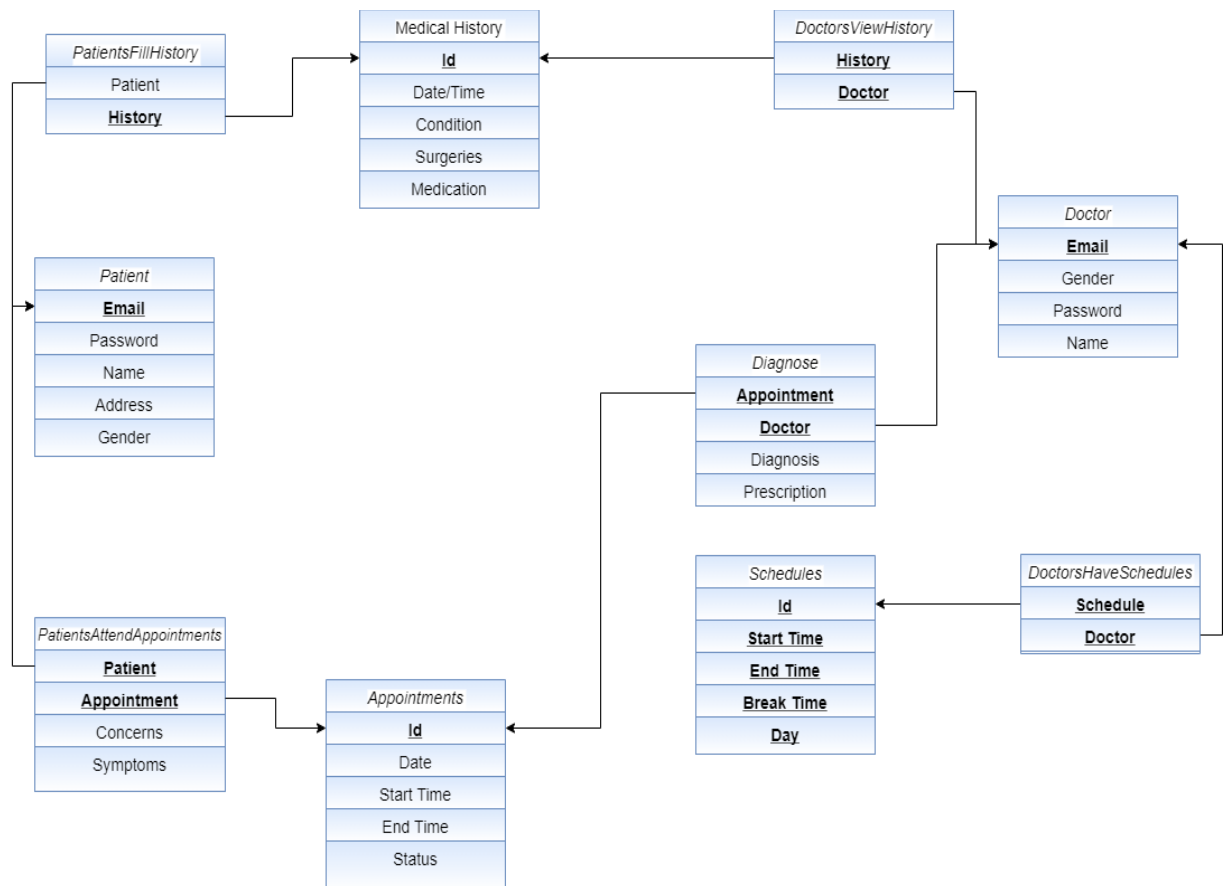 PatientsFillHistory
Patient
History
Medical History
Id
Date/Time
Condition
Surgeries
Medication
DoctorsViewHistory
History
Doctor
Doctor
Email
Gender
Password
Name
Patient
Email
Password
Name
Address
Gender
Diagnose
Appointment
Doctor
Diagnosis
Prescription
Schedules
Id
Start Time
End Time
Break Time
Day
DoctorsHaveSchedules
Schedule
Doctor
PatientsAttendAppointments
Patient
Appointment
Concerns
Symptoms
Appointments
Id
Date
Start Time
End Time
Status